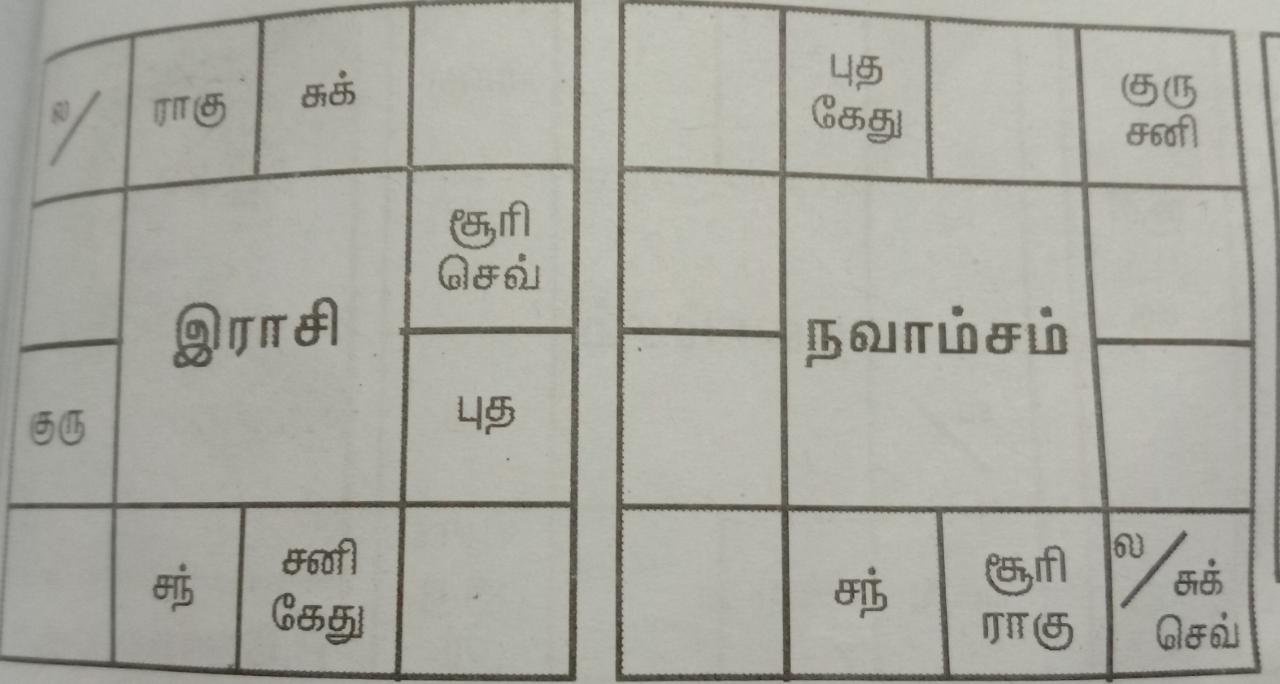 ல/
ராகு
சுக்
சூரி
செவ்
இராசி
குரு
புத
சந்
சனி
கேது
புத
கேது
குரு
சனி
நவாம்சம்
சந்
சூரி
ராகு
ல/
சுக்
செவ்